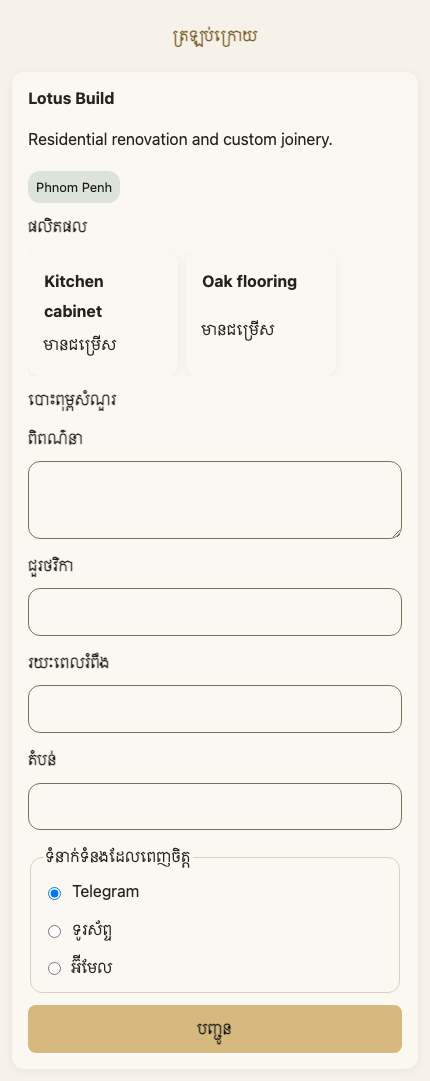 ត្រឡប់ក្រោយ
Lotus Build
Residential renovation and custom joinery.
Phnom Penh
ផលិតផល
Kitchen
cabinet
មានជម្រើស
Oak flooring
មានជម្រើស
បោះពុម្ពសំណួរ
ពិពណ៌នា
ជួរថវិកា
រយៈពេលរំពឹង
តំបន់
ទំនាក់ទំនងដែលពេញចិត្ត
Telegram
ទូរស័ព្ទ
អ៊ីមែល
បញ្ជូន